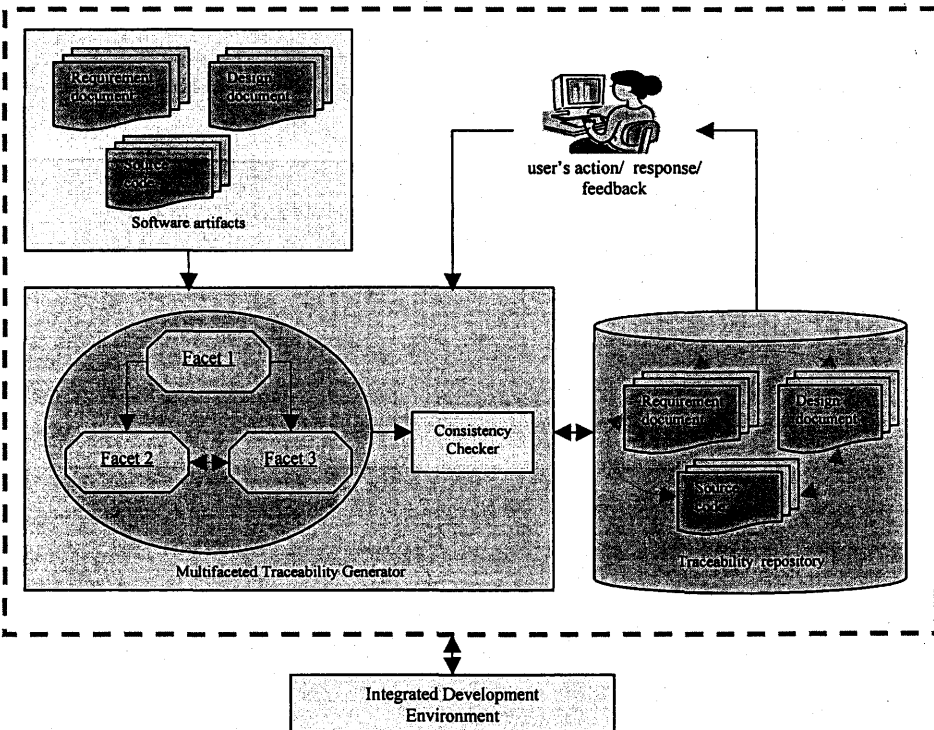 Requirement
document
Design
document
Source
code
Software artifacts
user's action/ response/
feedback
Facet 1
Facet 2
Facet 3
Consistency
Checker
Multifaceted Traceability Generator
Requirement
document
Design
document
Source
code
Traceability repository
Integrated Development
Environment